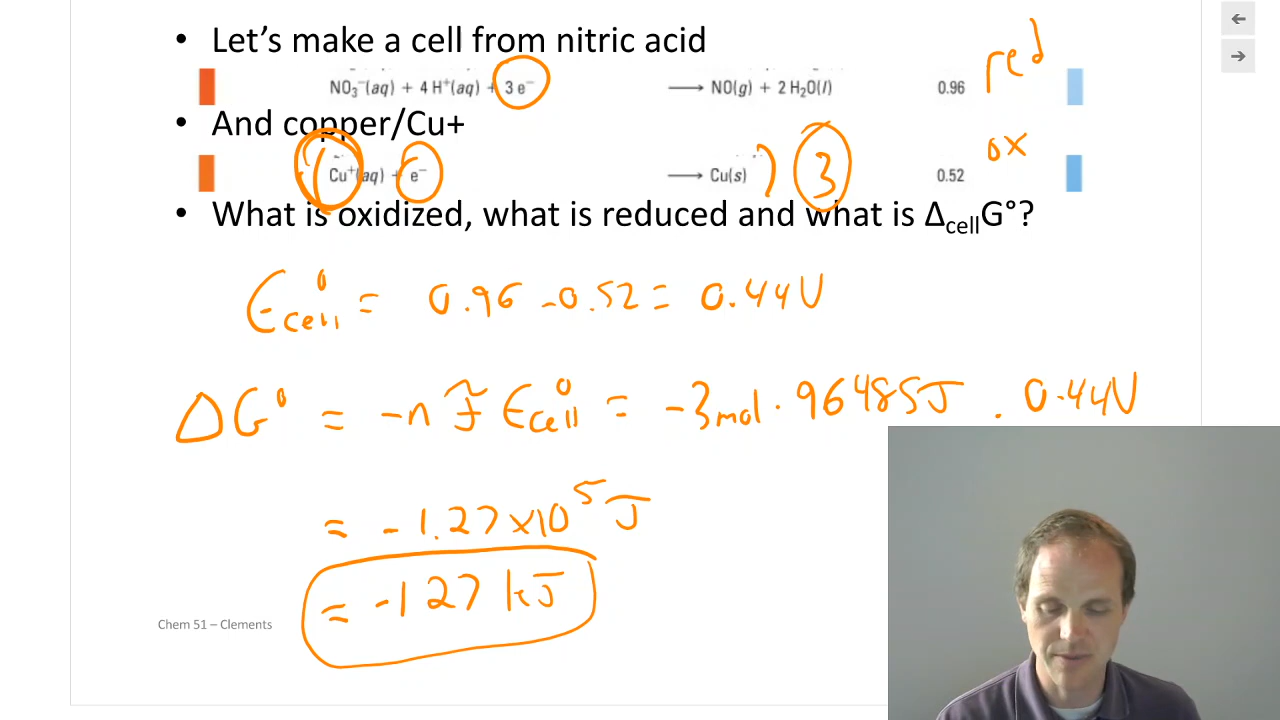 • Let's make a cell from nitric acid
NO₃⁻(aq) + 4 H⁺(aq) + 3 e⁻ ⟶ NO(g) + 2 H₂O(l) 0.96 red
• And copper/Cu+
Cu⁺(aq) + e⁻ ⟶ Cu(s) ) 3 0.52 ox
• What is oxidized, what is reduced and what is Δcell G°?
E°cell = 0.96 - 0.52 = 0.44V
ΔG° = -nFE°cell = -3mol · 96485J · 0.44V
= -1.27×10⁵ J
= -127 kJ
Chem 51 – Clements
← 
→